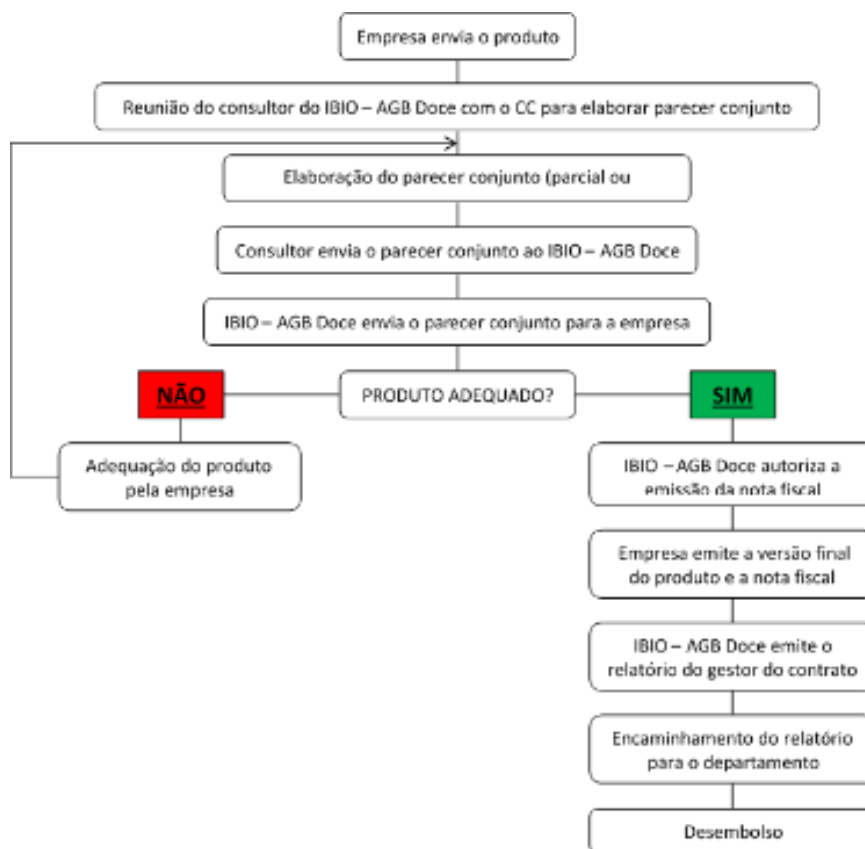 Empresa envia o produto
Reunião do consultor do IBIO – AGB Doce com o CC para elaborar parecer conjunto
Elaboração do parecer conjunto (parcial ou
Consultor envia o parecer conjunto ao IBIO – AGB Doce
IBIO – AGB Doce envia o parecer conjunto para a empresa
NÃO
PRODUTO ADEQUADO?
SIM
Adequação do produto
pela empresa
IBIO – AGB Doce autoriza a
emissão da nota fiscal
Empresa emite a versão final
do produto e a nota fiscal
IBIO – AGB Doce emite o
relatório do gestor do contrato
Encaminhamento do relatório
para o departamento
Desembolso